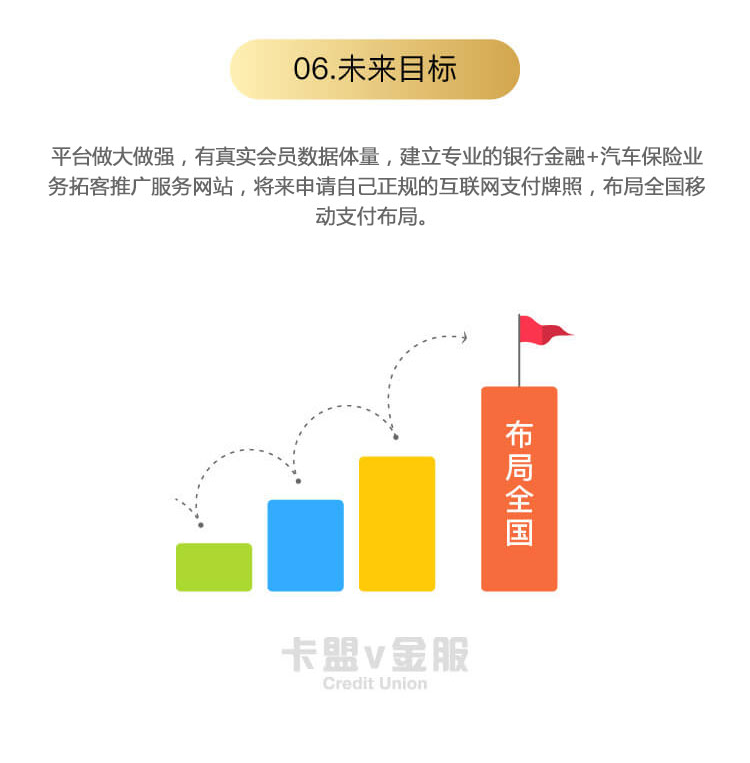 06.未来目标
平台做大做强，有真实会员数据体量，建立专业的银行金融+汽车保险业
务拓客推广服务网站，将来申请自己正规的互联网支付牌照，布局全国移
动支付布局。
布局全国
卡盟v金服
Credit Union